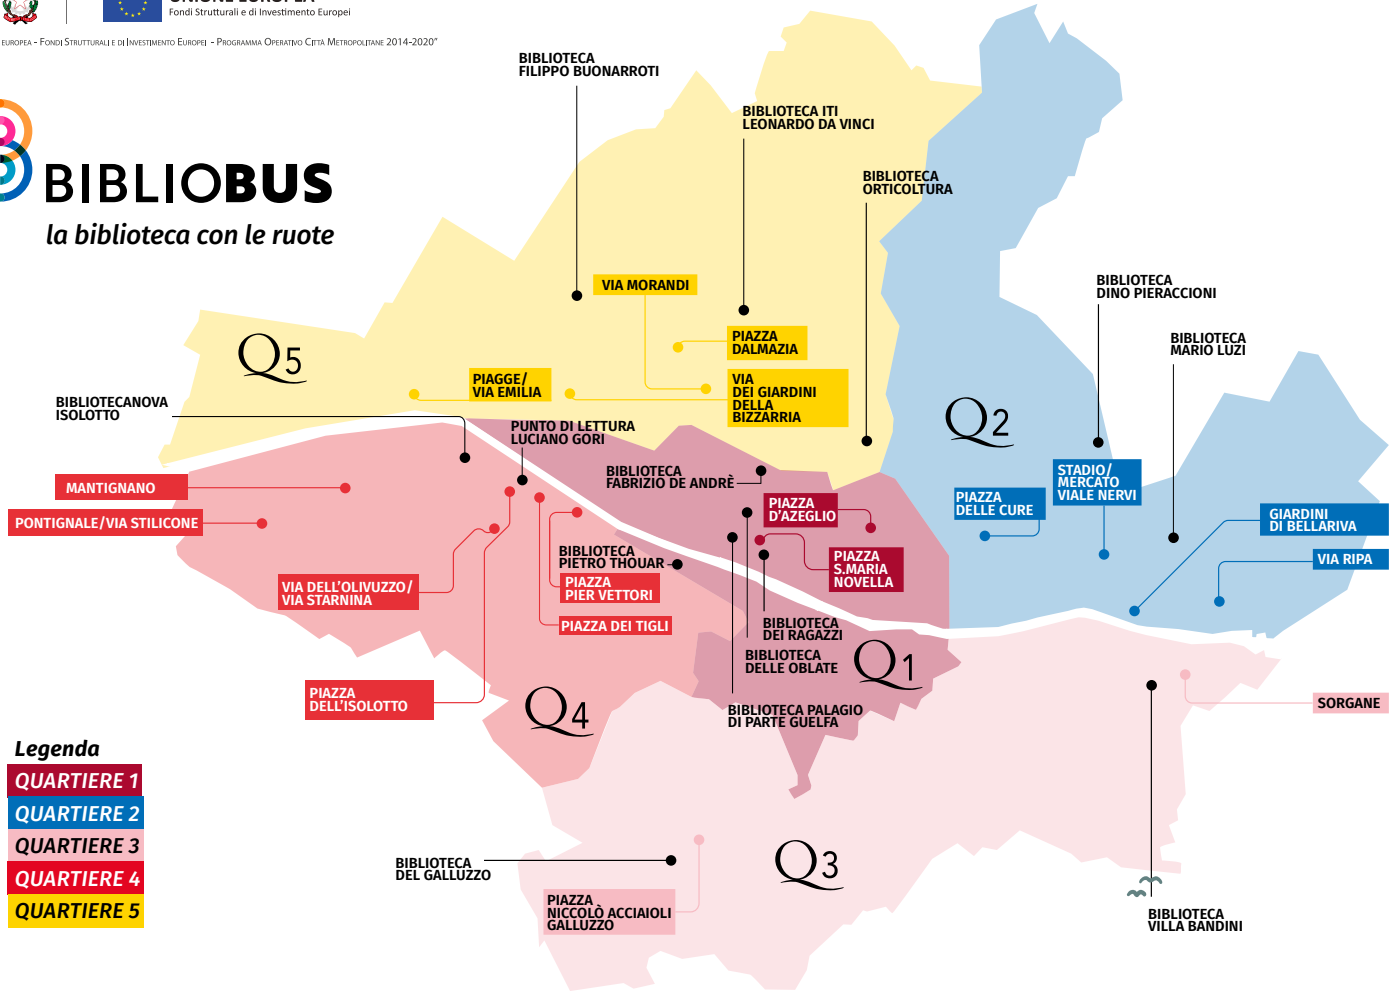 UNIONE EUROPEA
Fondi Strutturali e di Investimento Europei
EUROPEA - FONDI STRUTTURALI E DI INVESTIMENTO EUROPEI - PROGRAMMA OPERATIVO CITTÀ METROPOLITANE 2014-2020"
BIBLIOBUS
la biblioteca con le ruote
BIBLIOTECA
FILIPPO BUONARROTI
BIBLIOTECA ITI
LEONARDO DA VINCI
BIBLIOTECA
ORTICOLTURA
VIA MORANDI
BIBLIOTECA
DINO PIERACCIONI
PIAZZA
DALMAZIA
BIBLIOTECA
MARIO LUZI
Q5
PIAGGE/
VIA EMILIA
VIA
DEI GIARDINI
DELLA
BIZZARRIA
BIBLIOTECANOVA
ISOLOTTO
Q2
PUNTO DI LETTURA
LUCIANO GORI
BIBLIOTECA
FABRIZIO DE ANDRÈ
STADIO/
MERCATO
VIALE NERVI
MANTIGNANO
PIAZZA
D'AZEGLIO
PIAZZA
DELLE CURE
PONTIGNALE/VIA STILICONE
GIARDINI
DI BELLARIVA
BIBLIOTECA
PIETRO THOUAR
PIAZZA
S.MARIA
NOVELLA
VIA RIPA
VIA DELL'OLIVUZZO/
VIA STARNINA
PIAZZA
PIER VETTORI
PIAZZA DEI TIGLI
BIBLIOTECA
DEI RAGAZZI
BIBLIOTECA
DELLE OBLATE
Q1
PIAZZA
DELL'ISOLOTTO
Q4
BIBLIOTECA PALAGIO
DI PARTE GUELFA
SORGANE
Legenda
QUARTIERE 1
QUARTIERE 2
QUARTIERE 3
QUARTIERE 4
QUARTIERE 5
Q3
BIBLIOTECA
DEL GALLUZZO
PIAZZA
NICCOLÒ ACCIAIOLI
GALLUZZO
BIBLIOTECA
VILLA BANDINI